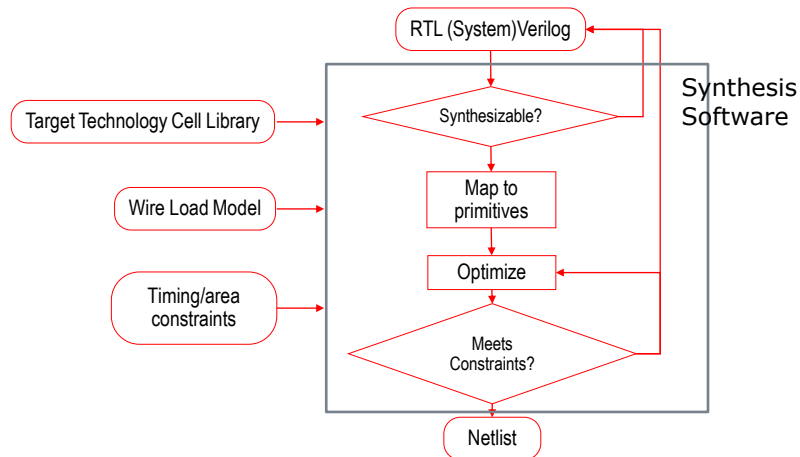 RTL (System)Verilog
Synthesis
Software
Synthesizable?
Target Technology Cell Library
Map to
primitives
Wire Load Model
Optimize
Timing/area
constraints
Meets
Constraints?
Netlist